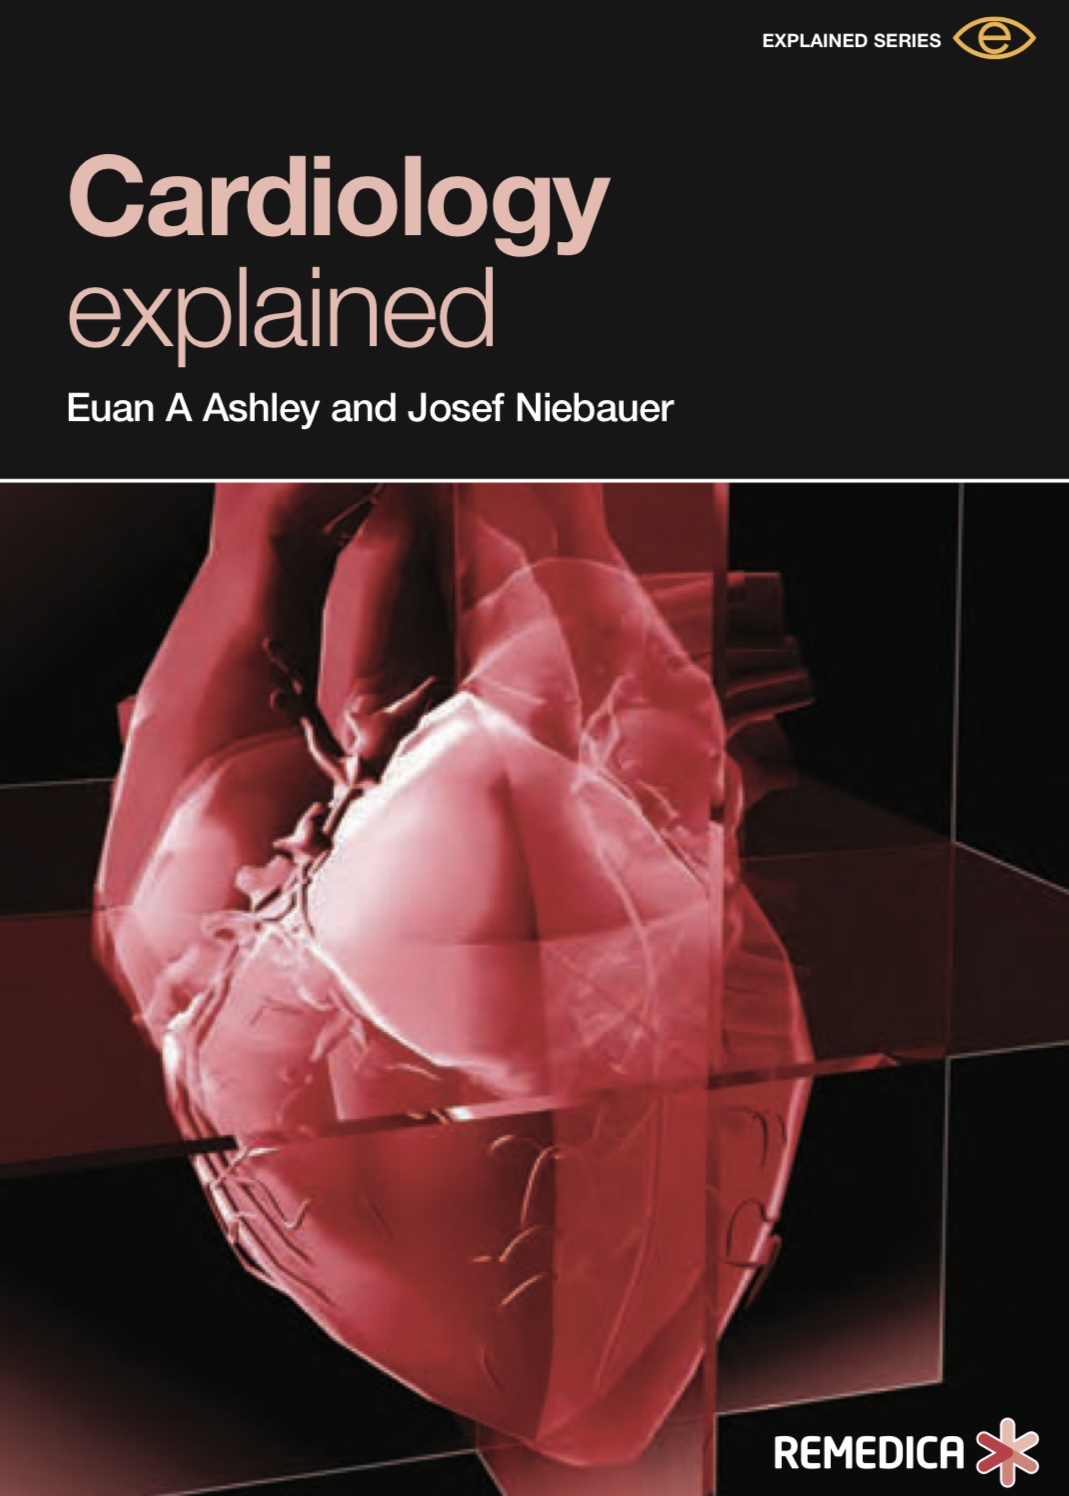 EXPLAINED SERIES
Cardiology
explained
Euan A Ashley and Josef Niebauer
REMEDICA